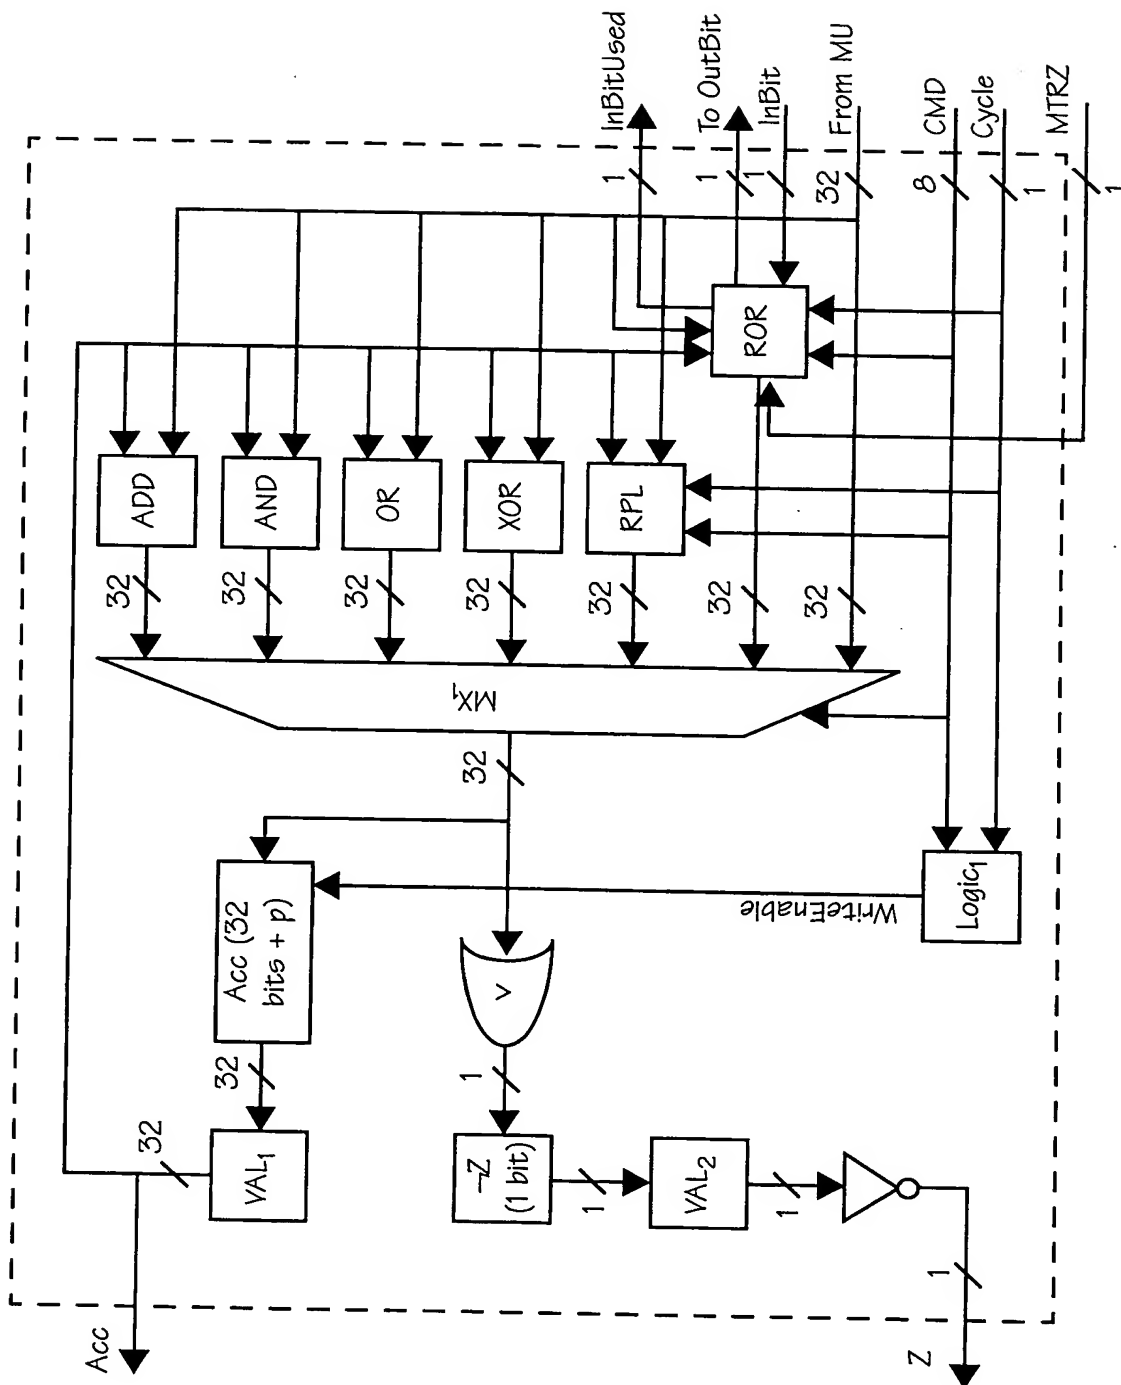 InBitUsed
To OutBit
InBit
From MU
CMD
Cycle
MTRZ
1
1
1
32
8
1
1
ROR
ADD
AND
OR
XOR
RPL
32
32
32
32
32
32
32
MX1
32
Acc (32
bits + p)
WriteEnable
Logic1
V
32
1
VAL1
32
¬Z
(1 bit)
1
VAL2
1
1
Acc
Z